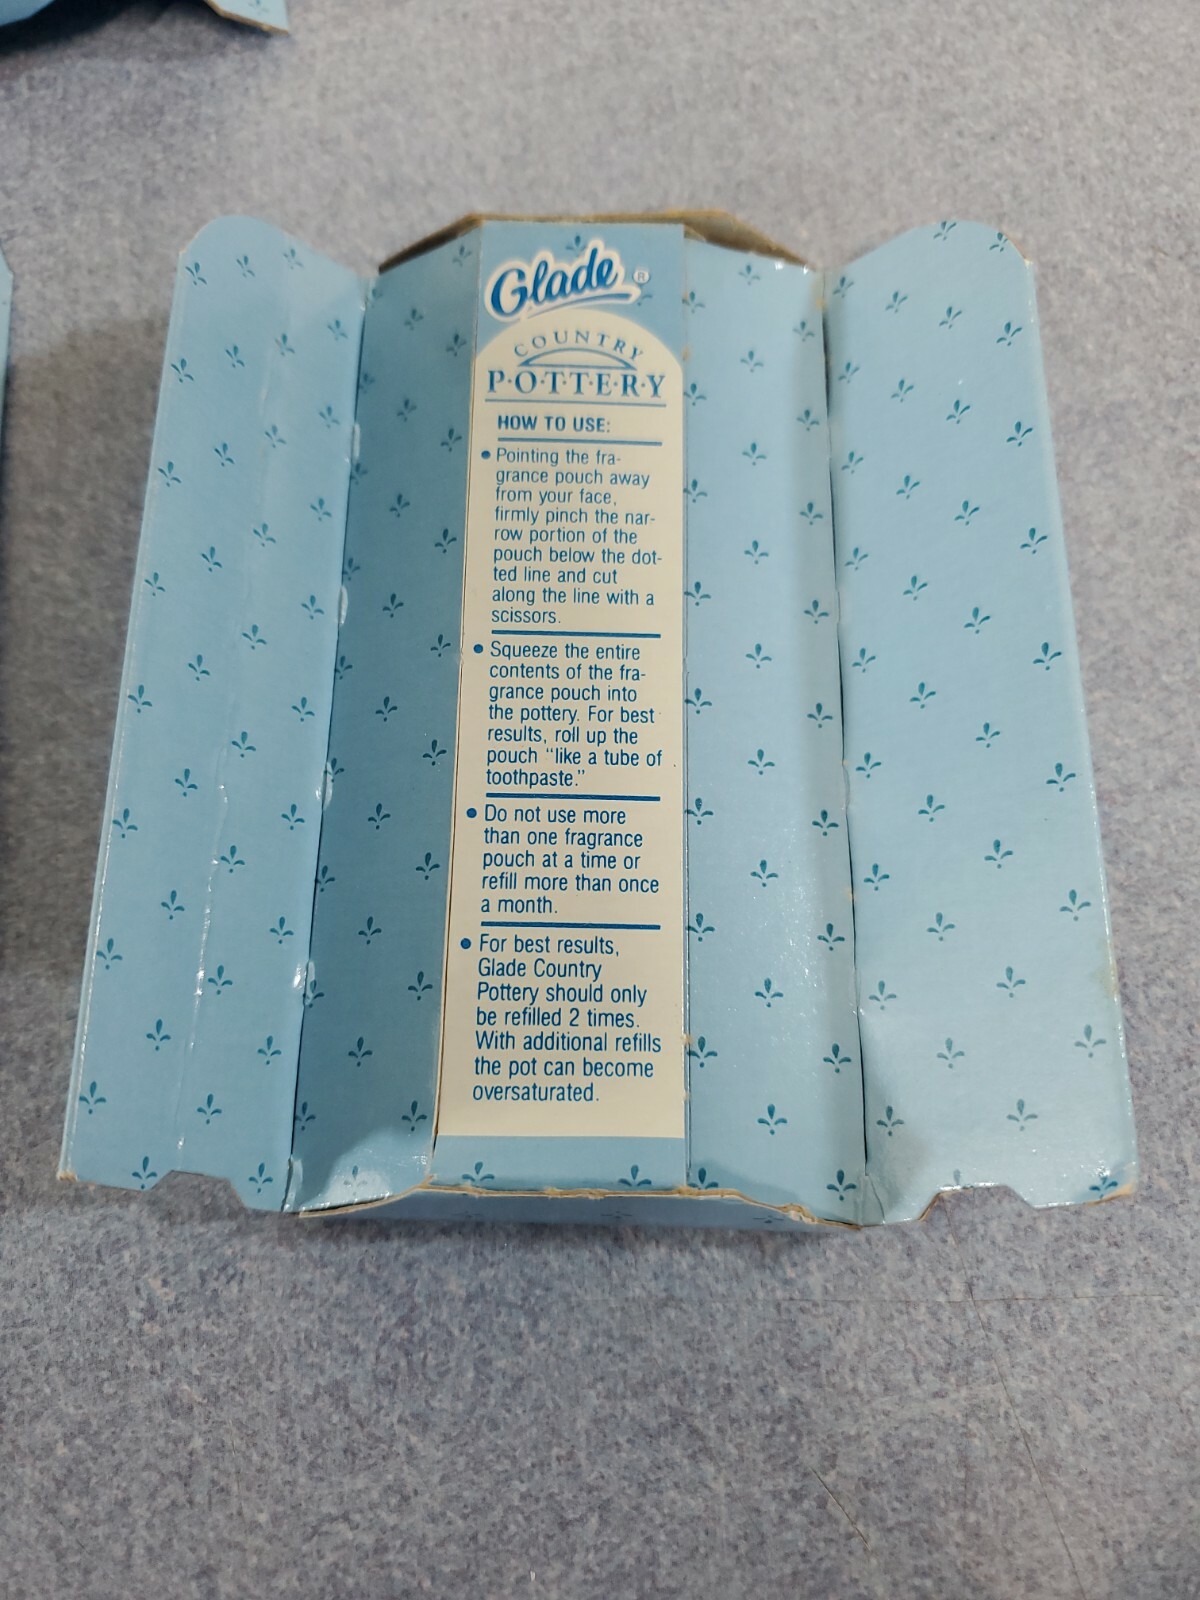 Glade ®
COUNTRY
P·O·T·T·E·R·Y
HOW TO USE:
• Pointing the fra-
grance pouch away
from your face,
firmly pinch the nar-
row portion of the
pouch below the dot-
ted line and cut
along the line with a
scissors.
• Squeeze the entire
contents of the fra-
grance pouch into
the pottery. For best
results, roll up the
pouch “like a tube of
toothpaste.”
• Do not use more
than one fragrance
pouch at a time or
refill more than once
a month.
• For best results,
Glade Country
Pottery should only
be refilled 2 times.
With additional refills
the pot can become
oversaturated.